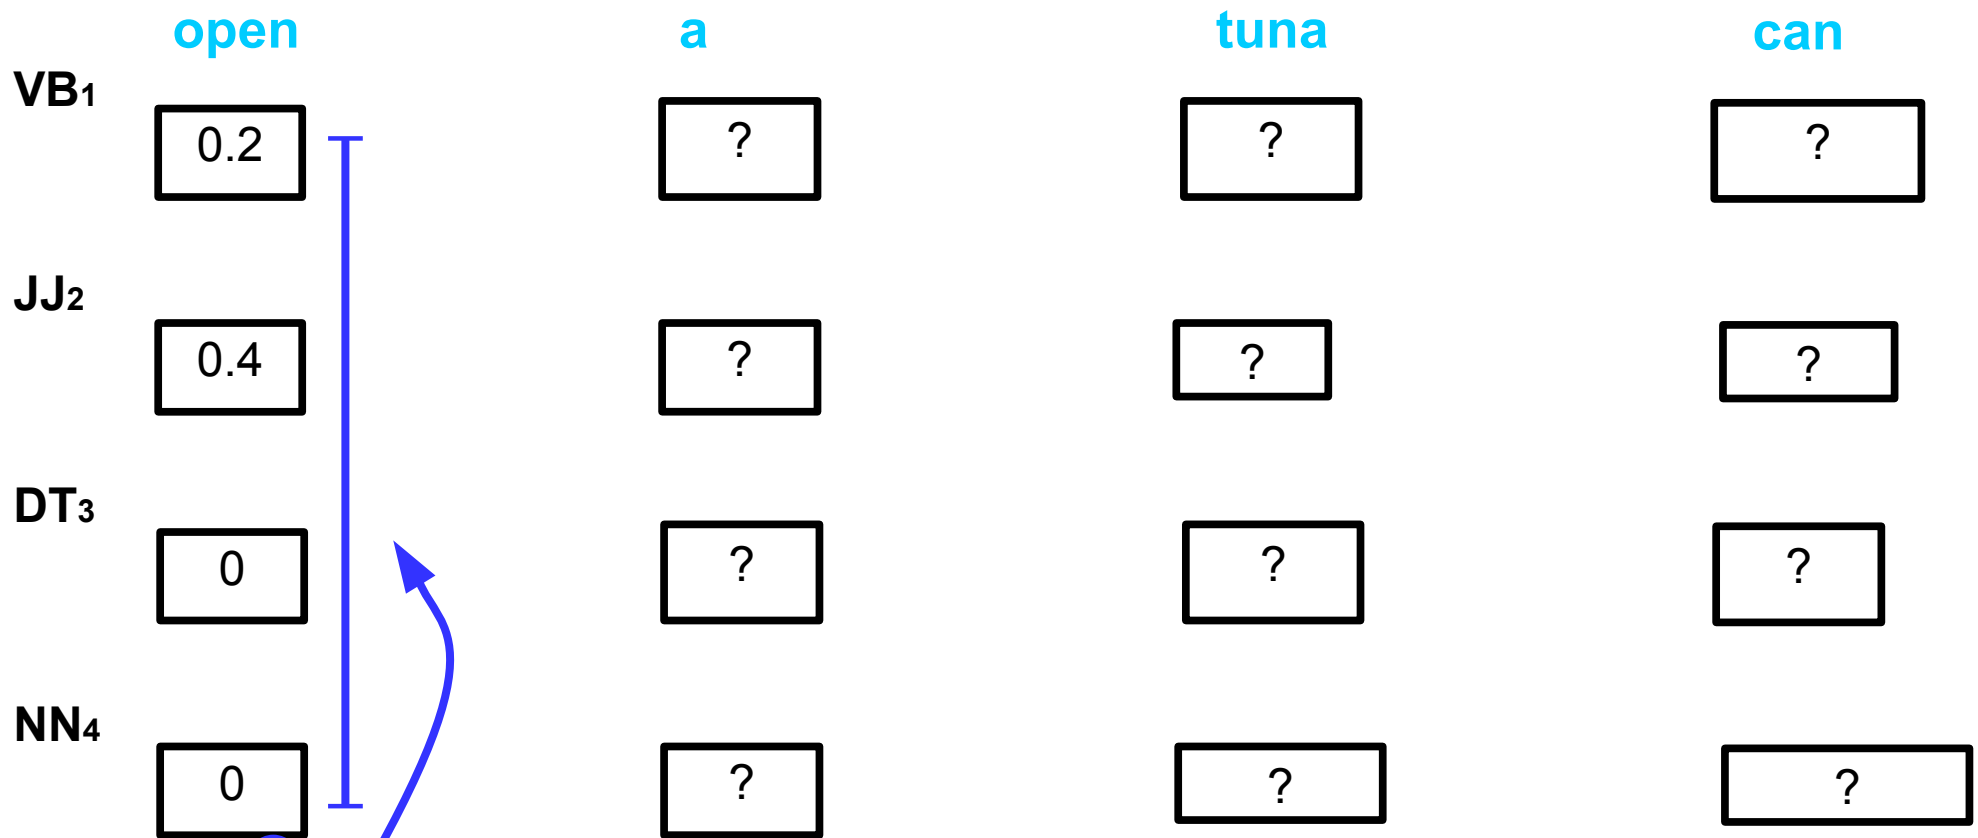 open a tuna can
VB1
0.2 ? ? ?
JJ2
0.4 ? ? ?
DT3
0 ? ? ?
NN4
0 ? ? ?